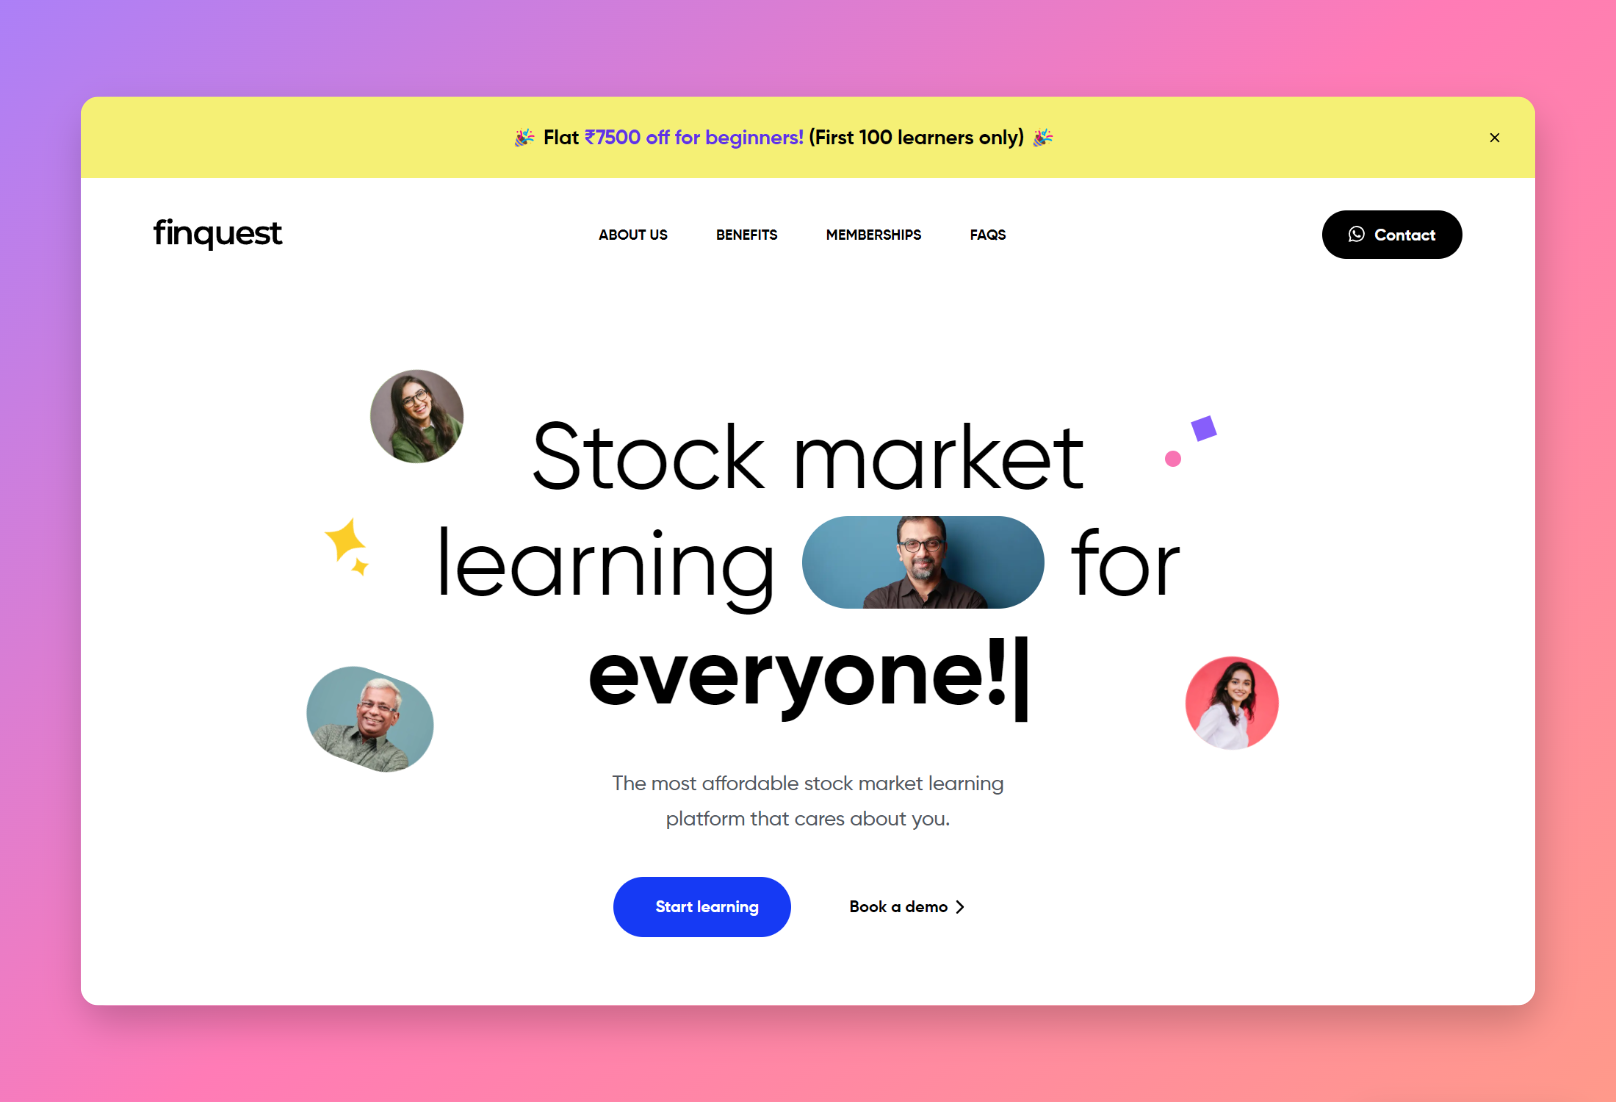 🎉 Flat ₹7500 off for beginners! (First 100 learners only) 🎉
finquest
ABOUT US
BENEFITS
MEMBERSHIPS
FAQS
Contact
Stock market
learning for
everyone!|
The most affordable stock market learning
platform that cares about you.
Start learning
Book a demo